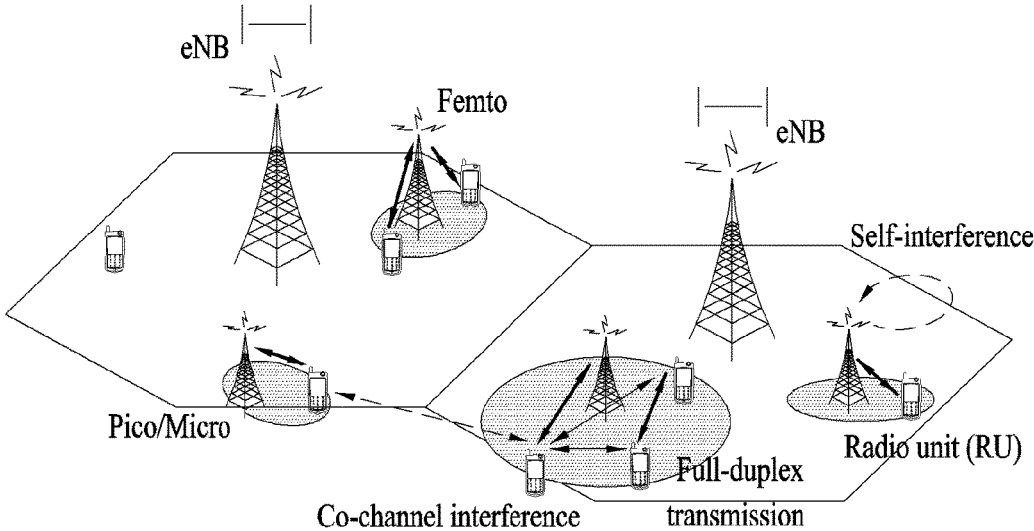 eNB
Femto
eNB
Self-interference
Pico/Micro
Radio unit (RU)
Full-duplex
transmission
Co-channel interference